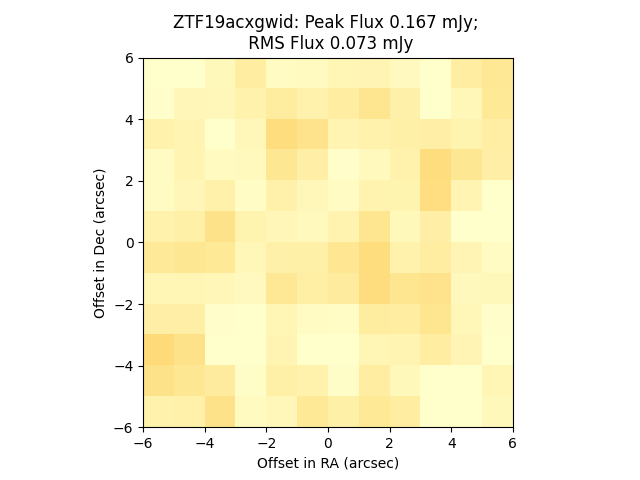 ZTF19acxgwid: Peak Flux 0.167 mJy;
RMS Flux 0.073 mJy
6
4
2
0
−2
−4
−6
Offset in Dec (arcsec)
−6 −4 −2 0 2 4 6
Offset in RA (arcsec)